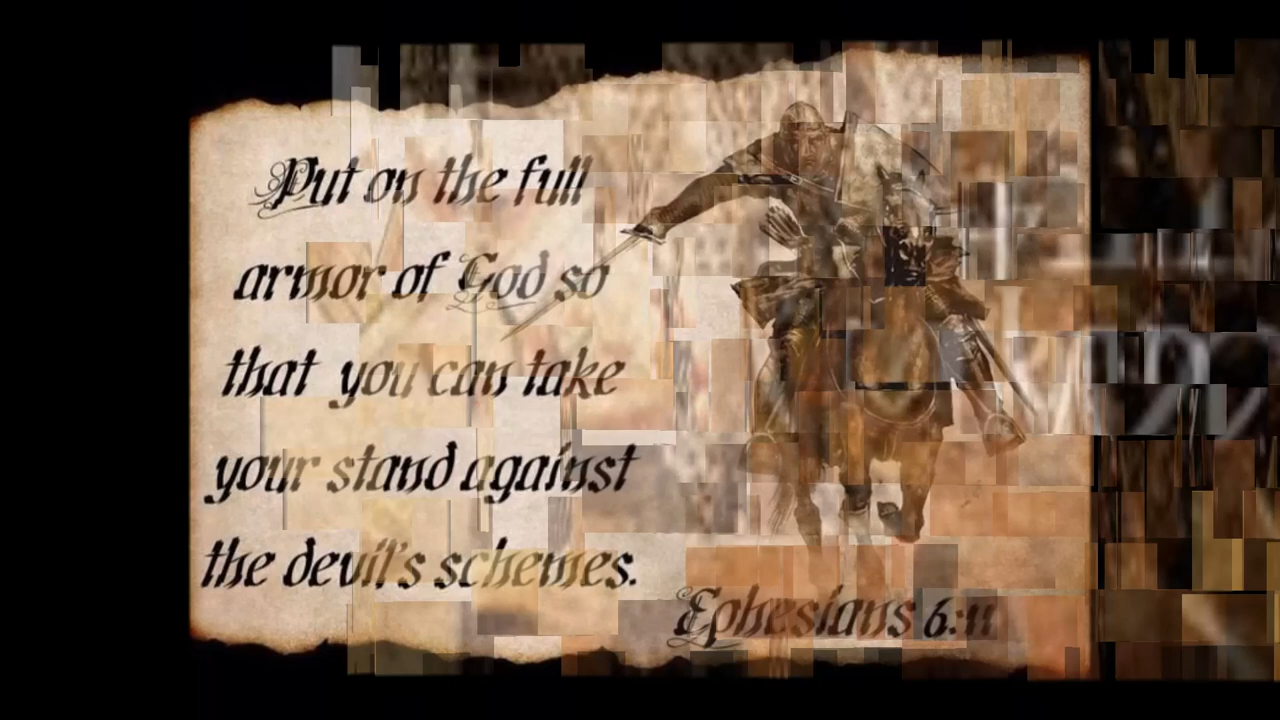 Put on the full
armor of God so
that you can take
your stand against
the devil's schemes.
Ephesians 6:11